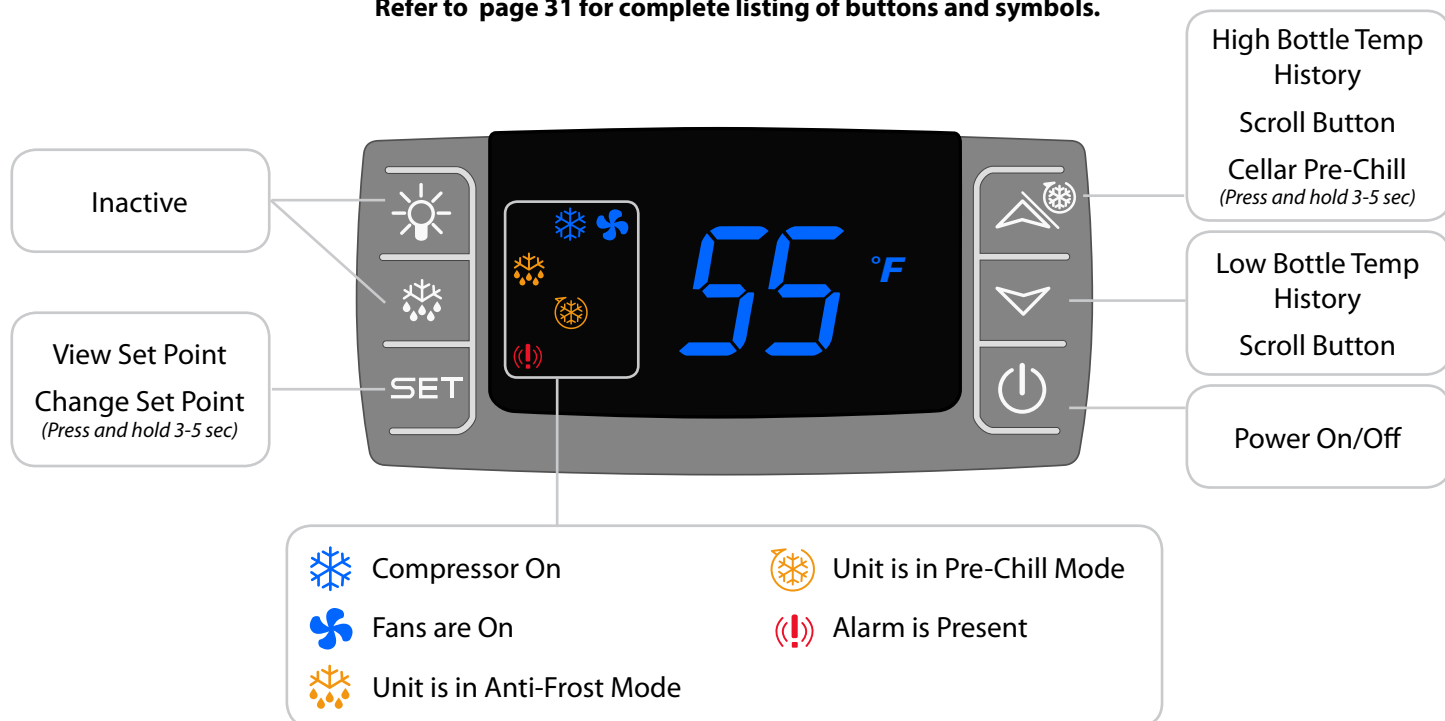 Refer to page 31 for complete listing of buttons and symbols.
High Bottle Temp
History
Scroll Button
Cellar Pre-Chill
(Press and hold 3-5 sec)
Inactive
55 °F
Low Bottle Temp
History
Scroll Button
View Set Point
Change Set Point
(Press and hold 3-5 sec)
SET
Power On/Off
Compressor On
Unit is in Pre-Chill Mode
Fans are On
Alarm is Present
Unit is in Anti-Frost Mode